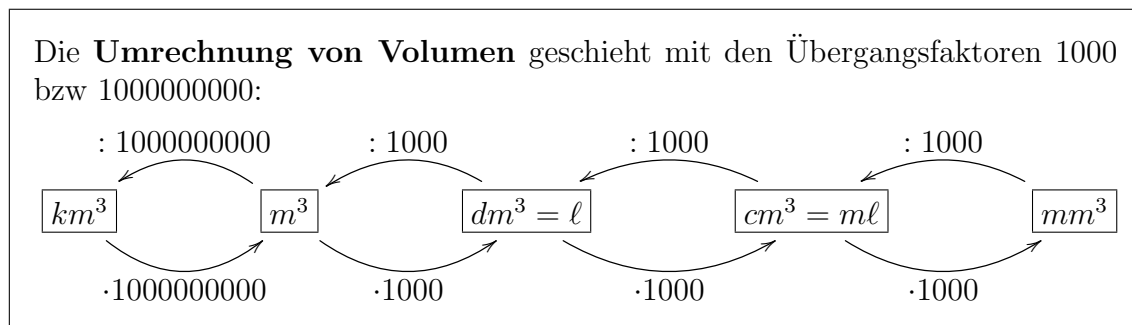 Die Umrechnung von Volumen geschieht mit den Übergangsfaktoren 1000
bzw 1000000000:
: 1000000000 : 1000 : 1000 : 1000
km³ m³ dm³ = ℓ cm³ = mℓ mm³
·1000000000 ·1000 ·1000 ·1000